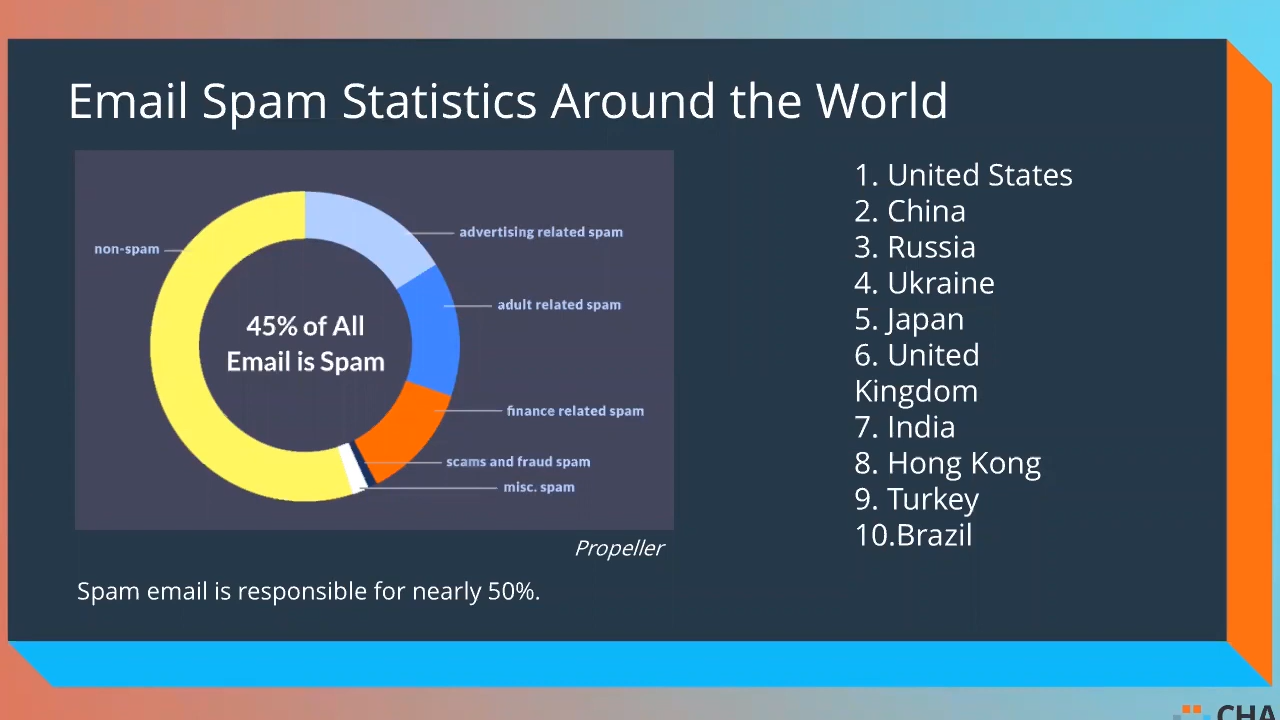 Email Spam Statistics Around the World
non-spam
advertising related spam
adult related spam
45% of All
Email is Spam
finance related spam
scams and fraud spam
misc. spam
Propeller
Spam email is responsible for nearly 50%.
1. United States
2. China
3. Russia
4. Ukraine
5. Japan
6. United
Kingdom
7. India
8. Hong Kong
9. Turkey
10.Brazil
CHA